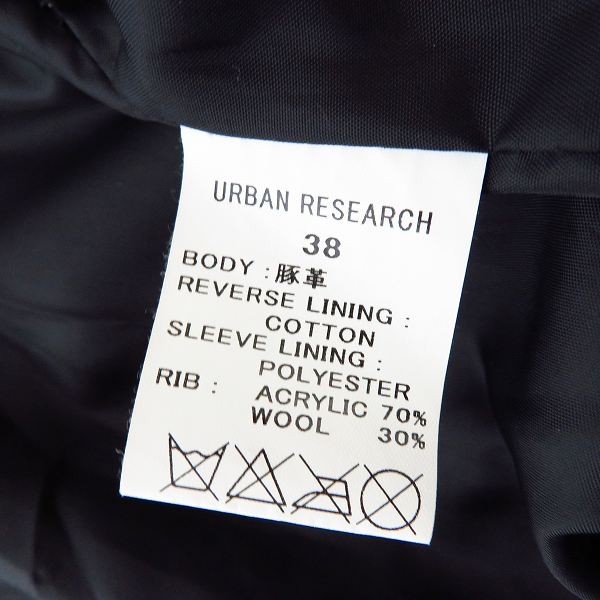 URBAN RESEARCH
38
BODY : 豚革
REVERSE LINING :
COTTON
SLEEVE LINING :
POLYESTER
RIB : ACRYLIC 70%
WOOL 30%